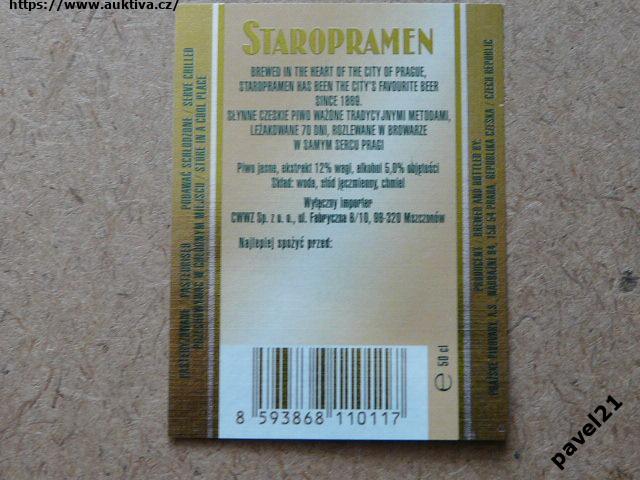 https://www.auktiva.cz/
STAROPRAMEN
BREWED IN THE HEART OF THE CITY OF PRAGUE,
STAROPRAMEN HAS BEEN THE CITY'S FAVOURITE BEER
SINCE 1869.
SŁYNNE CZESKIE PIWO WAŻONE TRADYCYJNYMI METODAMI,
LEŻAKOWANE 70 DNI, ROZLEWANE W BROWARZE
W SAMYM SERCU PRAGI
Piwo jasne, ekstrakt 12% wagi, alkohol 5,0% objętości
Skład: woda, słód jęczmienny, chmiel
Wyłączny importer
CWWZ Sp. z o. o., ul. Fabryczna 6/10, 96-320 Mszczonów
Najlepiej spożyć przed:
PASTERYZOWANE / PASTEURISED PODAWAĆ SCHŁODZONE / SERVE CHILLED
PRZECHOWYWAĆ W CHŁODNYM MIEJSCU / STORE IN A COOL PLACE
PRODUCENT / BREWED AND BOTTLED BY:
PRAŽSKÉ PIVOVARY A.S., NÁDRAŽNÍ 84, 150 54 PRAHA, REPUBLIKA CZESKA / CZECH REPUBLIC
e 50 cl
8 593868 110117
pavel21